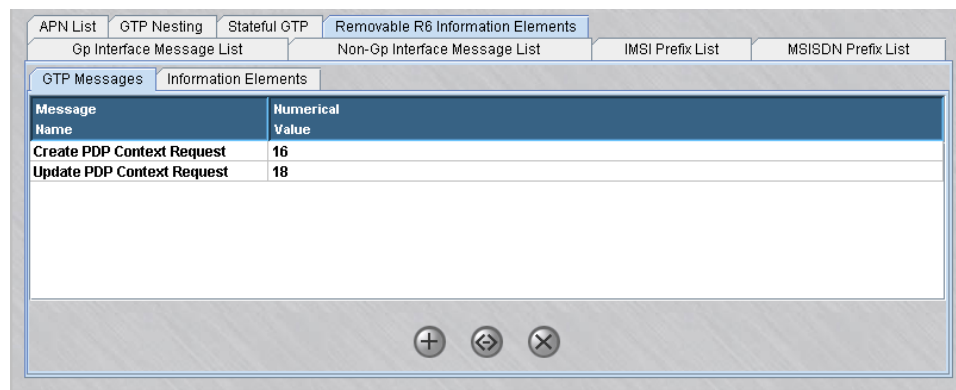 APN List GTP Nesting Stateful GTP Removable R6 Information Elements
Gp Interface Message List Non-Gp Interface Message List IMSI Prefix List MSISDN Prefix List
GTP Messages Information Elements
Message Numerical
Name Value
Create PDP Context Request 16
Update PDP Context Request 18